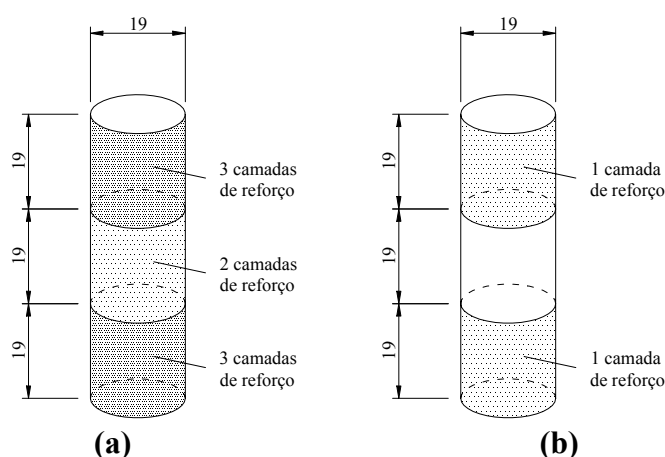 19
19
19
19
3 camadas
de reforço
2 camadas
de reforço
3 camadas
de reforço
(a)
19
19
19
19
1 camada
de reforço
1 camada
de reforço
(b)